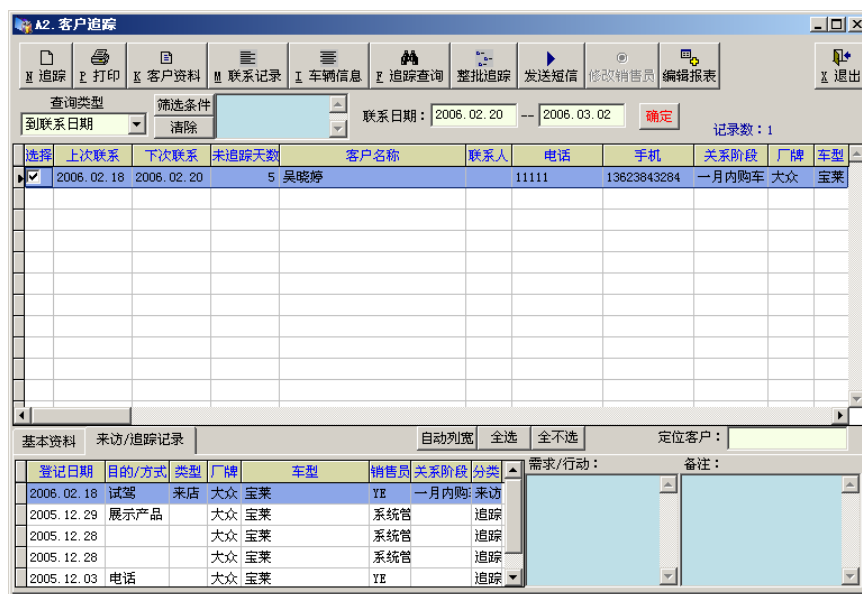 A2. 客户追踪
N 追踪 P 打印 K 客户资料 M 联系记录 I 车辆信息 F 追踪查询 整批追踪 发送短信 修改销售员 编辑报表 X 退出
查询类型 筛选条件
到联系日期 清除 联系日期： 2006.02.20 -- 2006.03.02 确定 记录数：1
选择 上次联系 下次联系 未追踪天数 客户名称 联系人 电话 手机 关系阶段 厂牌 车型
2006.02.18 2006.02.20 5 吴晓婷 11111 13623843284 一月内购车 大众 宝莱
基本资料 来访/追踪记录 自动列宽 全选 全不选 定位客户：
登记日期 目的/方式 类型 厂牌 车型 销售员 关系阶段 分类 需求/行动： 备注：
2006.02.18 试驾 来店 大众 宝莱 YE 一月内购 来访
2005.12.29 展示产品 大众 宝莱 系统管 追踪
2005.12.28 大众 宝莱 系统管 追踪
2005.12.28 大众 宝莱 系统管 追踪
2005.12.03 电话 大众 宝莱 YE 追踪